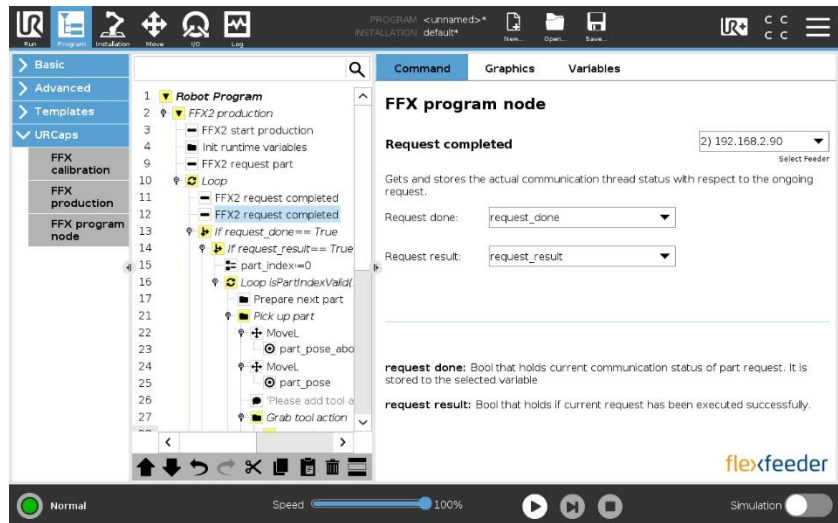 PROGRAM <unnamed>*
INSTALLATION default*
UR
Run
Program
Installation
Move
I/O
Log
New...
Open...
Save...
UR+
C C
C C
Basic
Advanced
Templates
URCaps
FFX
calibration
FFX
production
FFX program
node
1 Robot Program
2 FFX2 production
3 FFX2 start production
4 Init runtime variables
9 FFX2 request part
10 Loop
11 FFX2 request completed
12 FFX2 request completed
13 If request_done== True
14 If request_result== True
15 part_index:=0
16 Loop isPartIndexValid(
17 Prepare next part
21 Pick up part
22 MoveL
23 part_pose_abo
24 MoveL
25 part_pose
26 'Please add tool a
27 Grab tool action
28
Command
Graphics
Variables
FFX program node
Request completed
2) 192.168.2.90
Select Feeder
Gets and stores the actual communication thread status with respect to the ongoing
request.
Request done: request_done
Request result: request_result
request done: Bool that holds current communication status of part request. It is
stored to the selected variable
request result: Bool that holds if current request has been executed successfully.
flexfeeder
Normal
Speed
100%
Simulation